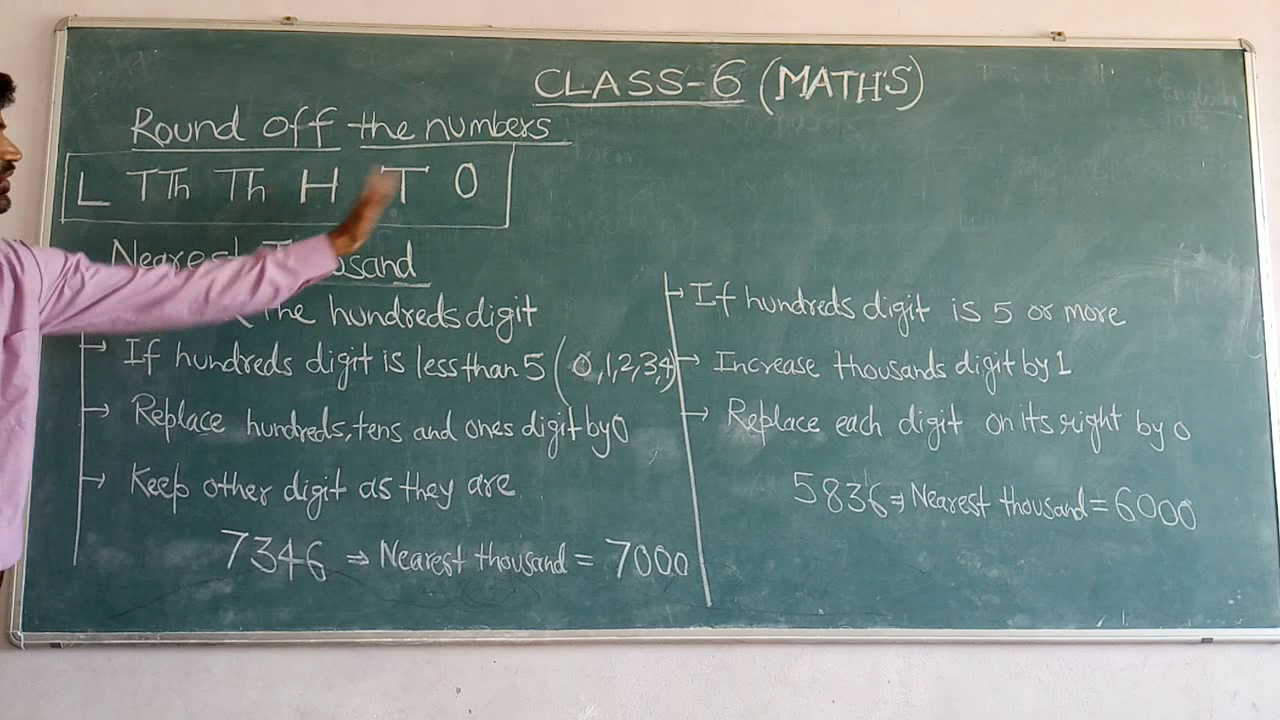 CLASS-6 (MATH'S)
Round off the numbers
L TTh Th H T O
Nearest Thousand
the hundreds digit
→ If hundreds digit is less than 5 (0,1,2,3,4)
→ Replace hundreds, tens and ones digit by 0
→ Keep other digit as they are
7346 ⇒ Nearest thousand = 7000
→ If hundreds digit is 5 or more
→ Increase thousands digit by 1
→ Replace each digit on its right by 0
5836 ⇒ Nearest thousand = 6000